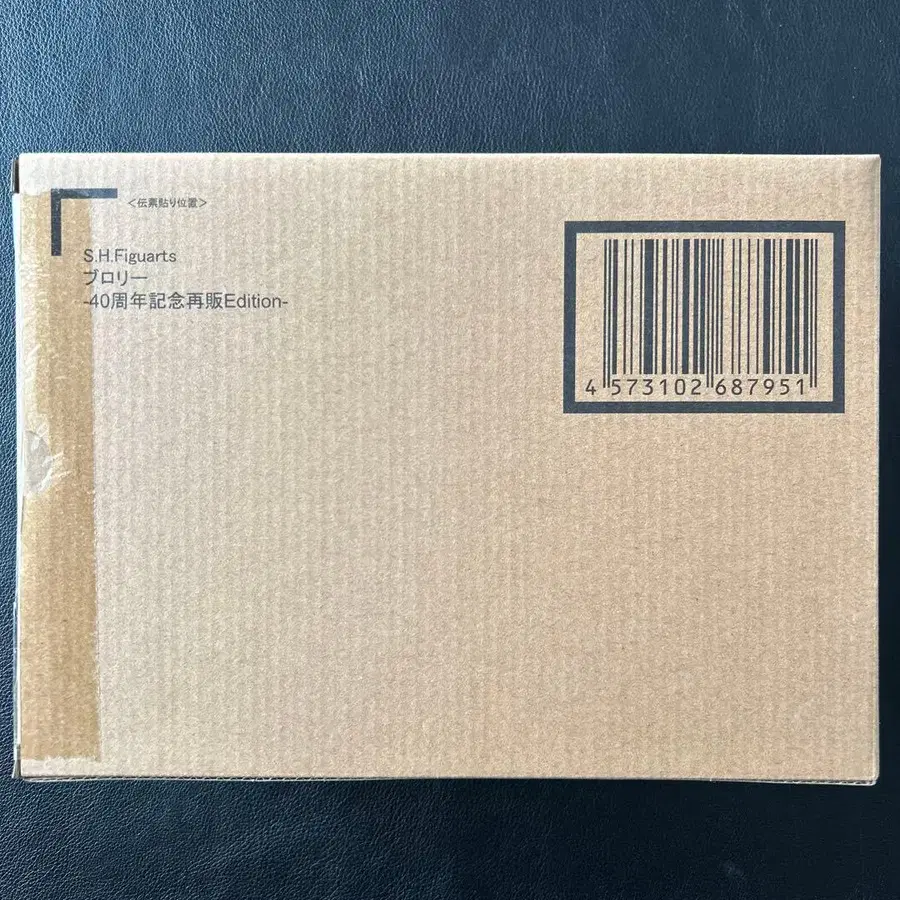 <伝票貼り位置>
S.H.Figuarts
ブロリー
-40周年記念再販Edition-
4 573102 687951